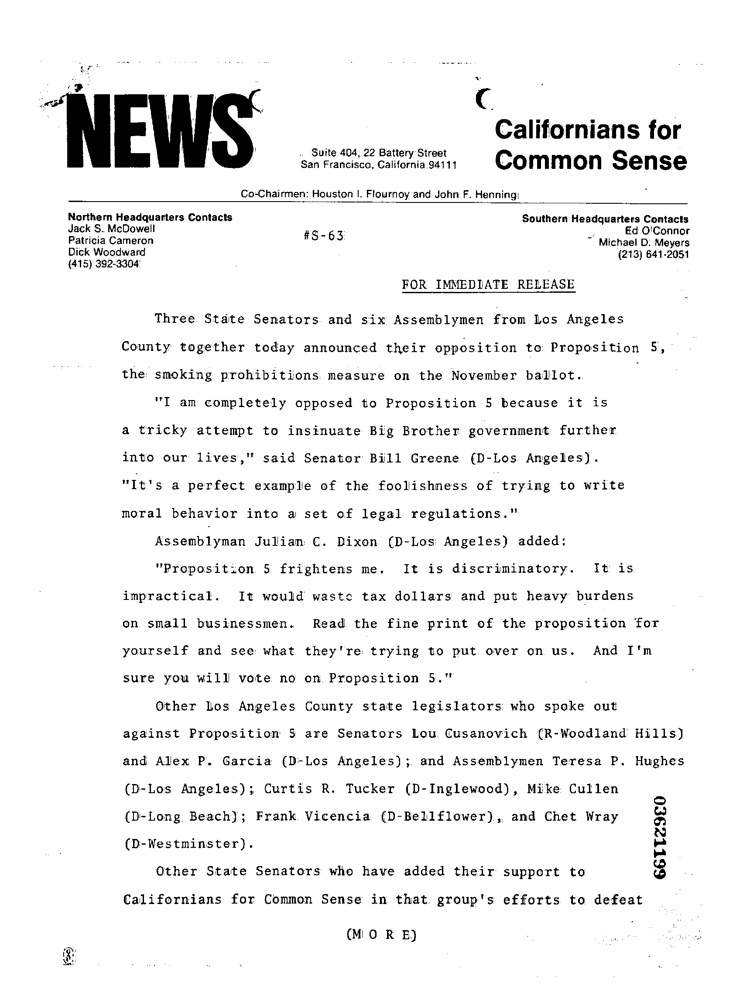 NEWS
Californians for
Common Sense
Suite 404, 22 Battery Street
San Francisco, California 94111
Co-Chairmen: Houston I. Flournoy and John F. Henning
Northern Headquarters Contacts
Jack S. McDowell
Patricia Cameron
Dick Woodward
(415) 392-3304
#S-63
Southern Headquarters Contacts
Ed O'Connor
Michael D. Meyers
(213) 641-2051
FOR IMMEDIATE RELEASE
Three State Senators and six Assemblymen from Los Angeles
County together today announced their opposition to Proposition 5,
the smoking prohibitions measure on the November ballot.
"I am completely opposed to Proposition 5 because it is
a tricky attempt to insinuate Big Brother government further
into our lives," said Senator Bill Greene (D-Los Angeles).
"It's a perfect example of the foolishness of trying to write
moral behavior into a set of legal regulations."
Assemblyman Julian C. Dixon (D-Los Angeles) added:
"Proposition 5 frightens me. It is discriminatory. It is
impractical. It would waste tax dollars and put heavy burdens
on small businessmen. Read the fine print of the proposition for
yourself and see what they're trying to put over on us. And I'm
sure you will vote no on Proposition 5."
Other Los Angeles County state legislators who spoke out
against Proposition 5 are Senators Lou Cusanovich (R-Woodland Hills)
and Alex P. Garcia (D-Los Angeles); and Assemblymen Teresa P. Hughes
(D-Los Angeles); Curtis R. Tucker (D-Inglewood), Mike Cullen
(D-Long Beach); Frank Vicencia (D-Bellflower), and Chet Wray
(D-Westminster).
Other State Senators who have added their support to
Californians for Common Sense in that group's efforts to defeat
(M O R E)
03621199